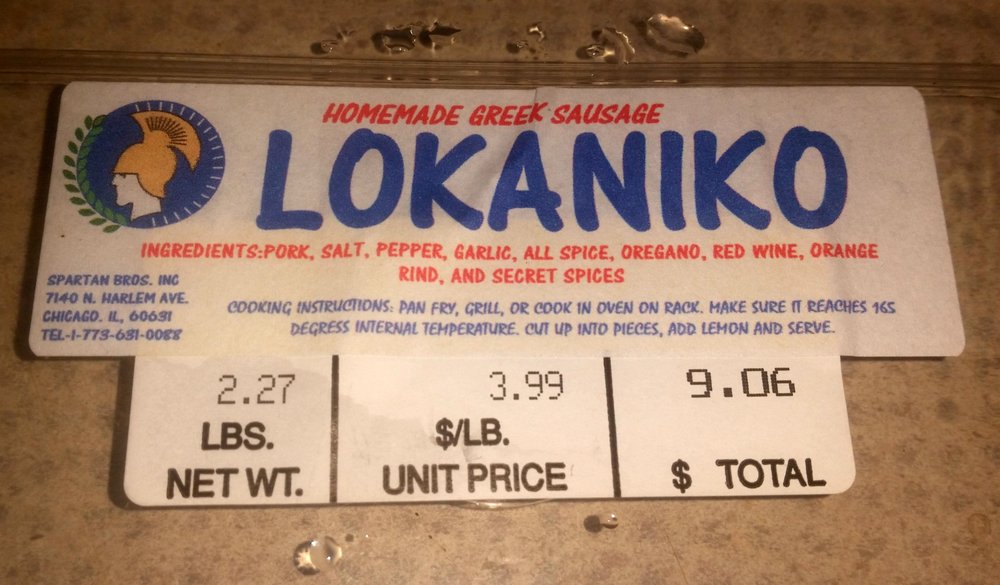 HOMEMADE GREEK SAUSAGE
LOKANIKO
INGREDIENTS:PORK, SALT, PEPPER, GARLIC, ALL SPICE, OREGANO, RED WINE, ORANGE
RIND, AND SECRET SPICES
SPARTAN BROS. INC
7140 N. HARLEM AVE.
CHICAGO. IL, 60631
TEL-1-773-631-0088
COOKING INSTRUCTIONS: PAN FRY, GRILL, OR COOK IN OVEN ON RACK. MAKE SURE IT REACHES 165
DEGRESS INTERNAL TEMPERATURE. CUT UP INTO PIECES, ADD LEMON AND SERVE.
2.27 3.99 9.06
LBS. $/LB.
NET WT. UNIT PRICE $ TOTAL